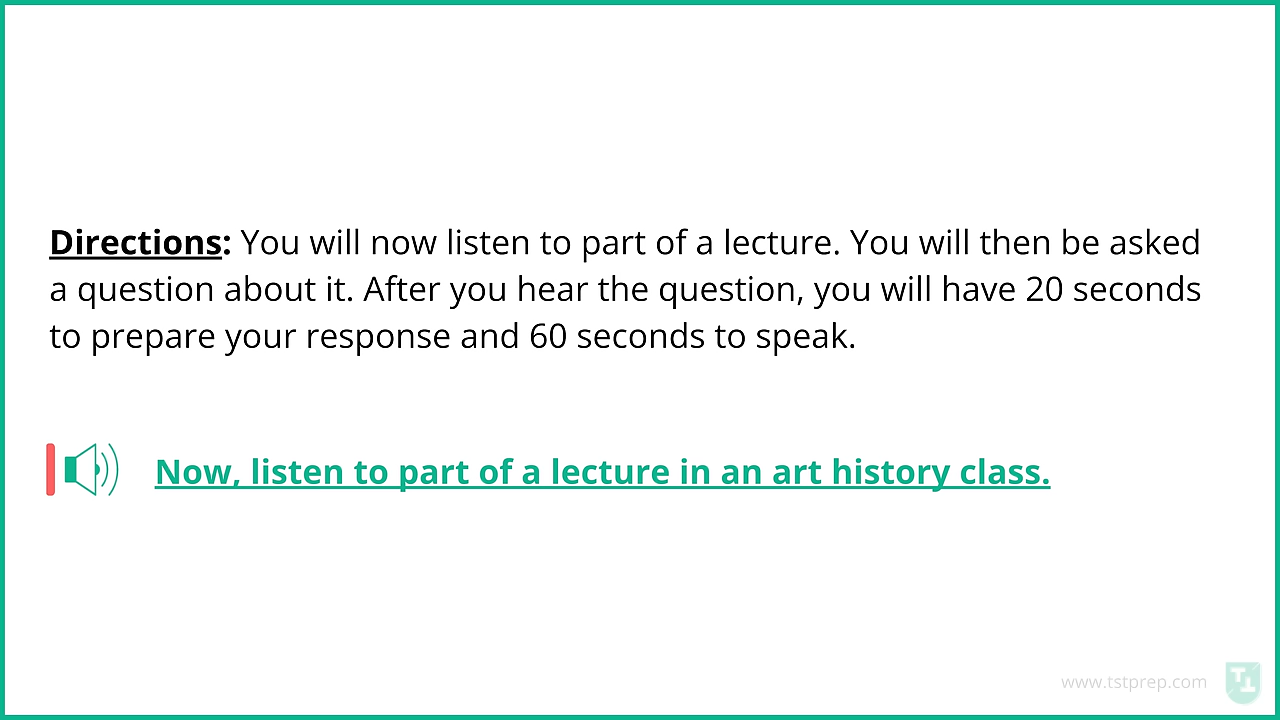 Directions: You will now listen to part of a lecture. You will then be asked
a question about it. After you hear the question, you will have 20 seconds
to prepare your response and 60 seconds to speak.
Now, listen to part of a lecture in an art history class.
www.tstprep.com